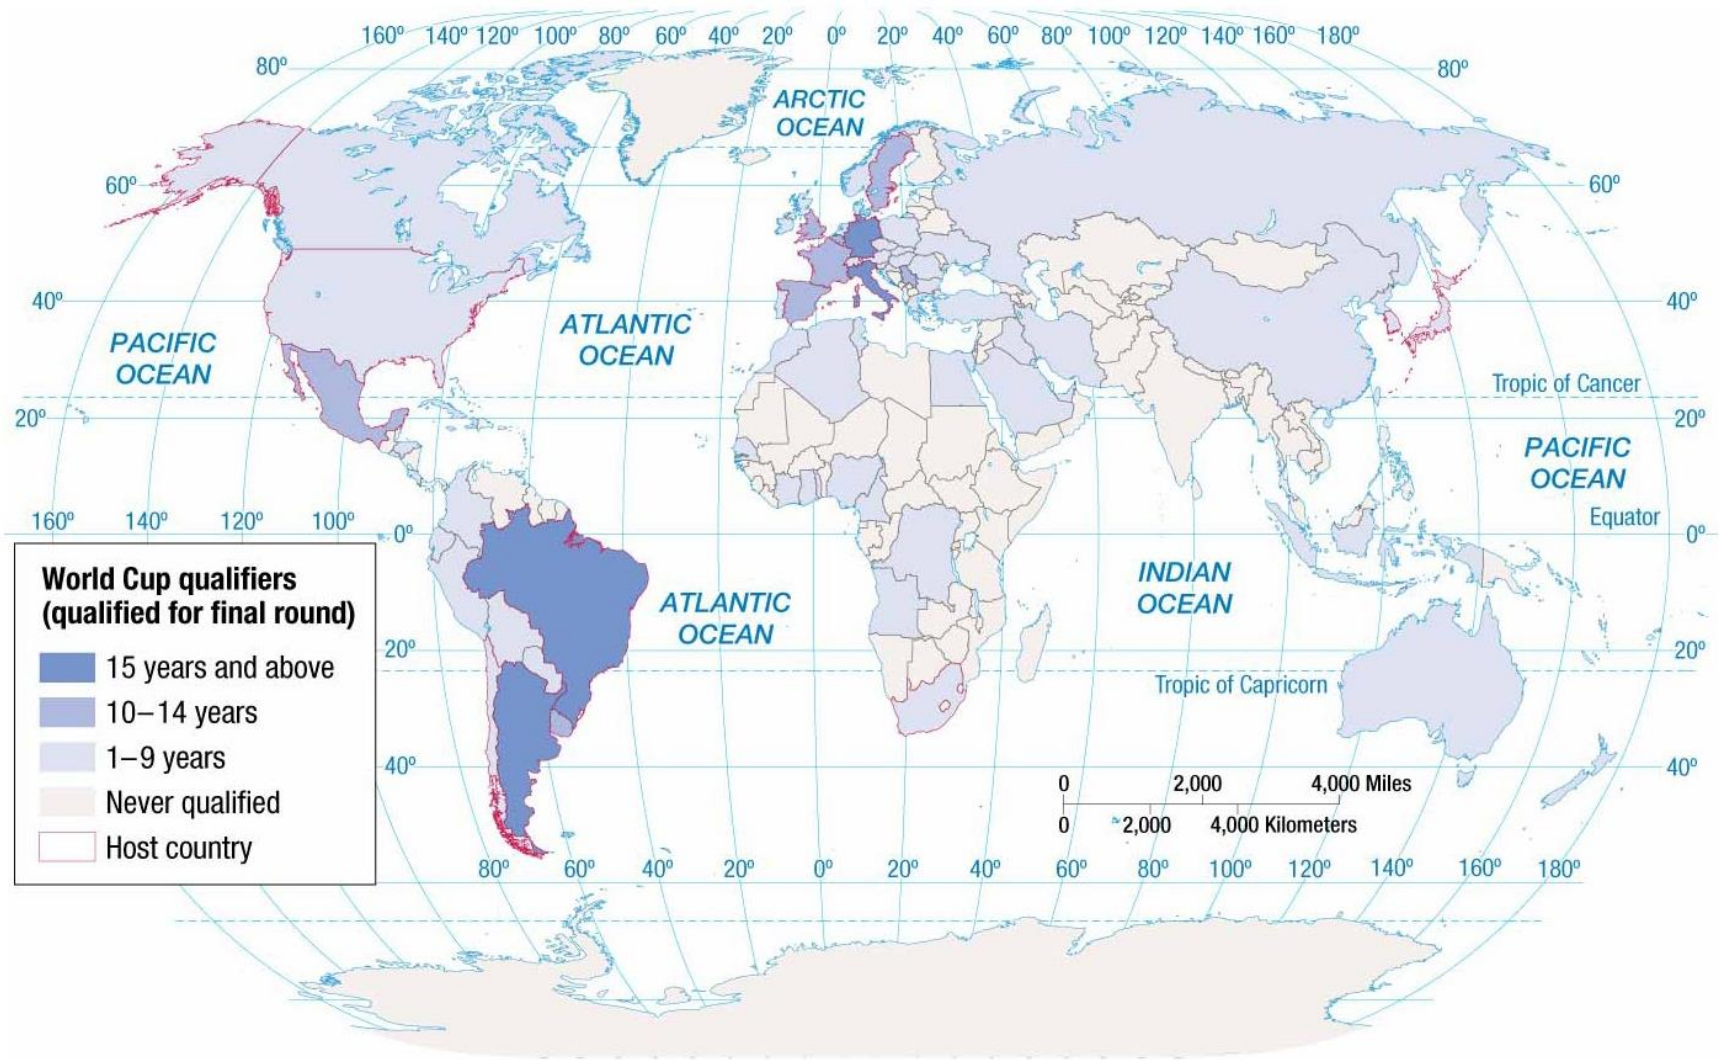 160º 140º 120º 100º 80º 60º 40º 20º 0º 20º 40º 60º 80º 100º 120º 140º 160º 180º
80º 80º
ARCTIC
OCEAN
60º 60º
40º 40º
ATLANTIC
OCEAN
PACIFIC
OCEAN
Tropic of Cancer
20º 20º
PACIFIC
OCEAN
160º 140º 120º 100º
Equator
0º 0º
INDIAN
OCEAN
ATLANTIC
OCEAN
20º 20º
Tropic of Capricorn
40º 40º
World Cup qualifiers
(qualified for final round)
15 years and above
10–14 years
1–9 years
Never qualified
Host country
0 2,000 4,000 Miles
0 2,000 4,000 Kilometers
80º 60º 40º 20º 0º 20º 40º 60º 80º 100º 120º 140º 160º 180º